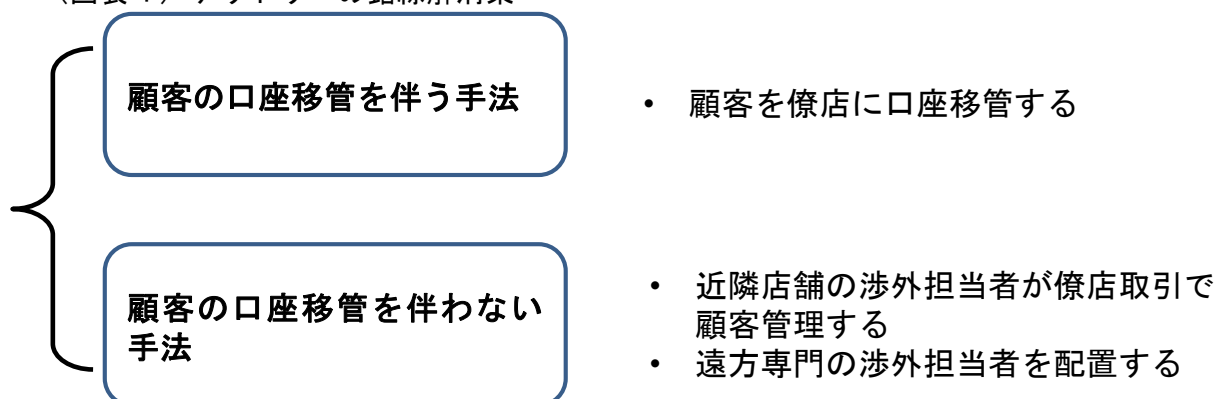 顧客の口座移管を伴う手法
• 顧客を僚店に口座移管する
顧客の口座移管を伴わない
手法
• 近隣店舗の渉外担当者が僚店取引で
顧客管理する
• 遠方専門の渉外担当者を配置する